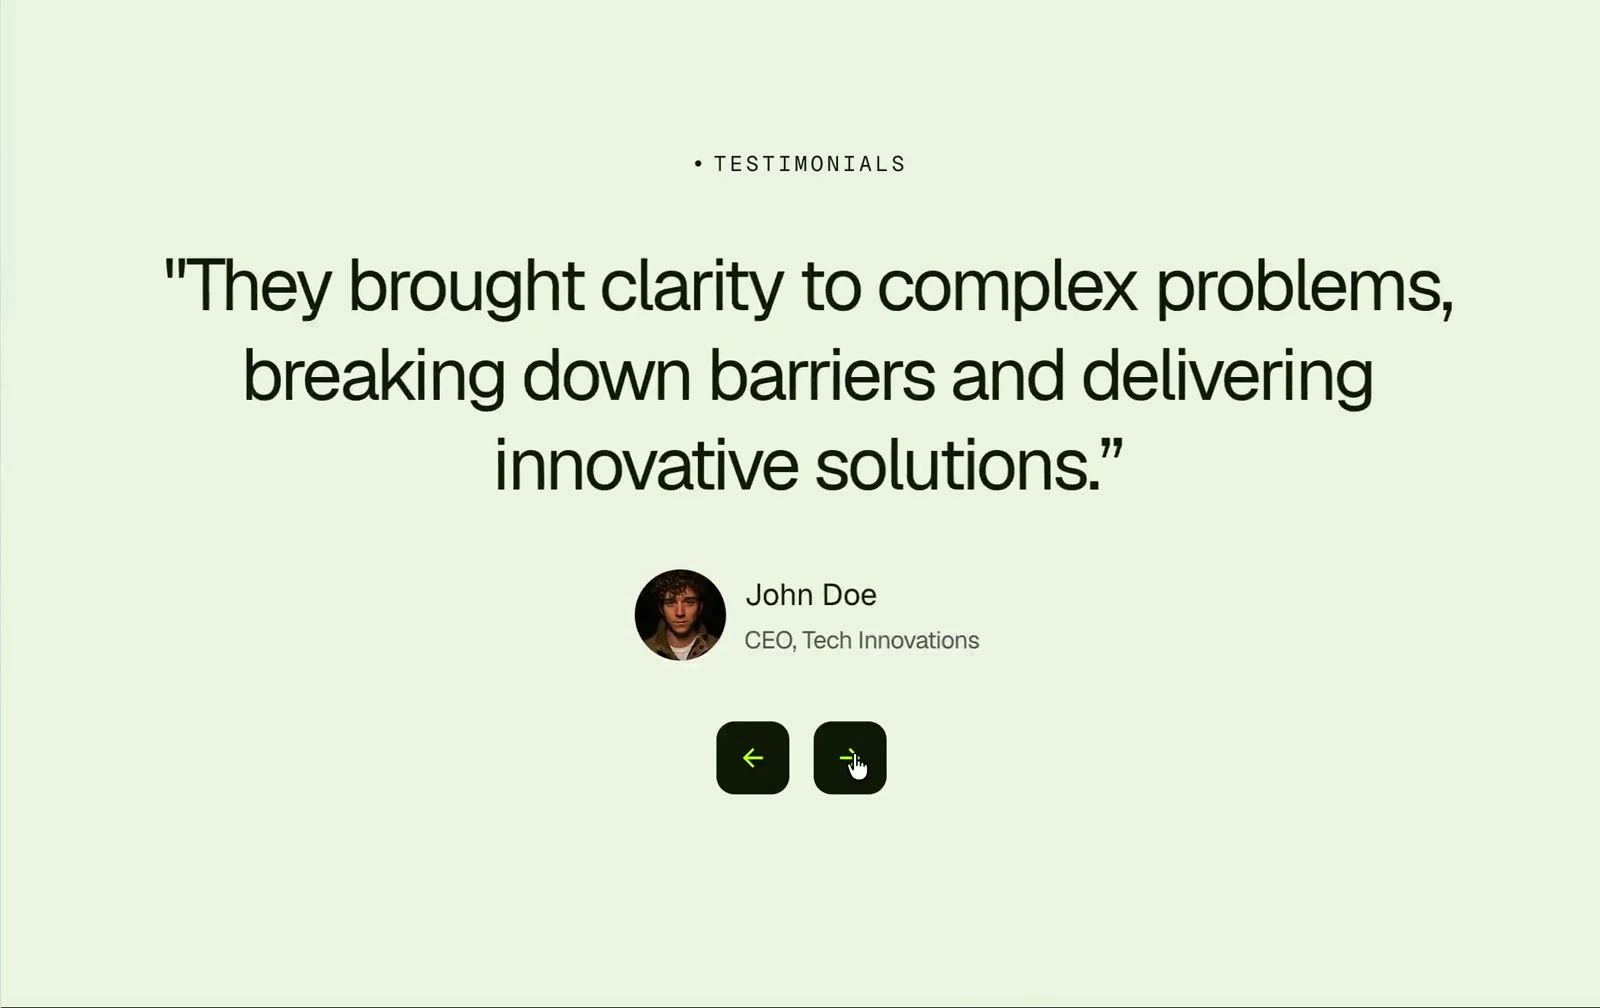 • TESTIMONIALS
"They brought clarity to complex problems,
breaking down barriers and delivering
innovative solutions.”
John Doe
CEO, Tech Innovations